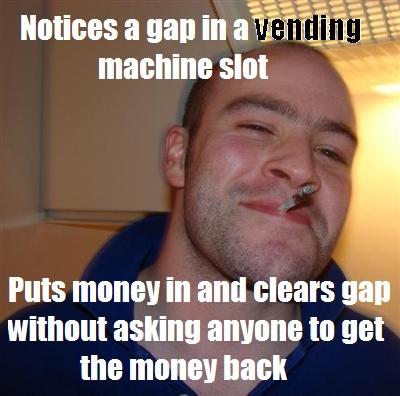 Notices a gap in a vending
machine slot
Puts money in and clears gap
without asking anyone to get
the money back